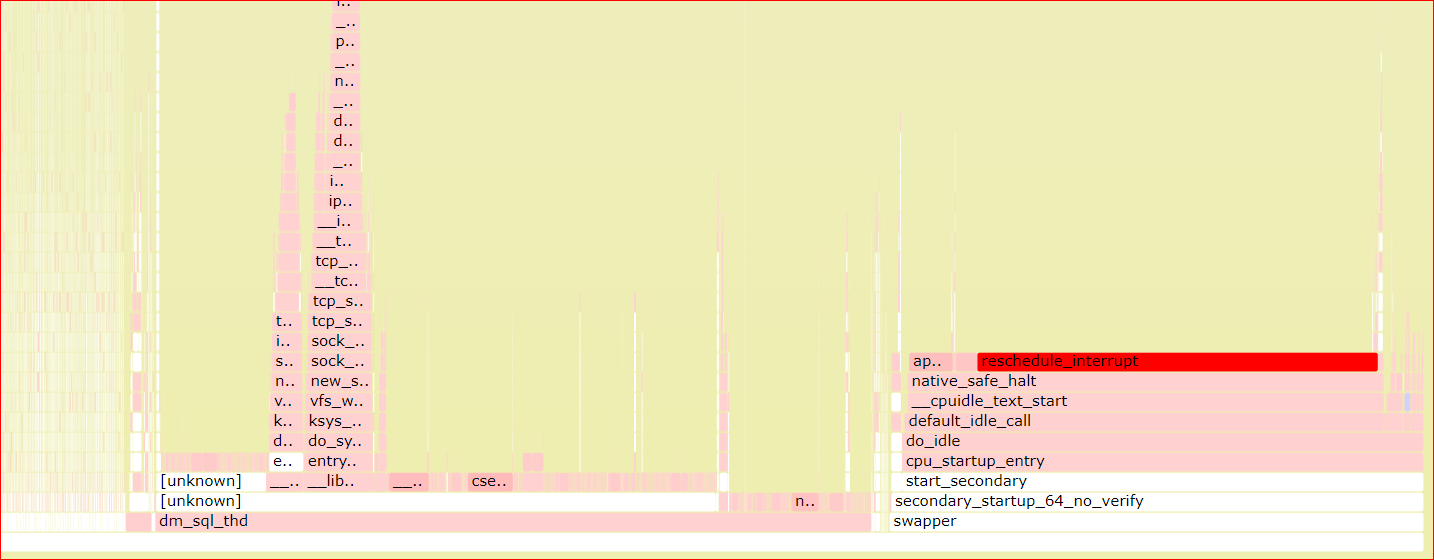 i..
_..
p..
_..
n..
_..
d..
d..
_..
i..
ip..
__i..
__t..
tcp_..
__tc..
tcp_s..
t.. tcp_s..
i.. sock_..
s.. sock_.. ap.. reschedule_interrupt
n.. new_s.. native_safe_halt
v.. vfs_w.. __cpuidle_text_start
k.. ksys_.. default_idle_call
d.. do_sy.. do_idle
e.. entry.. cpu_startup_entry
[unknown] __.. __lib.. __.. cse.. start_secondary
[unknown] n.. secondary_startup_64_no_verify
dm_sql_thd swapper